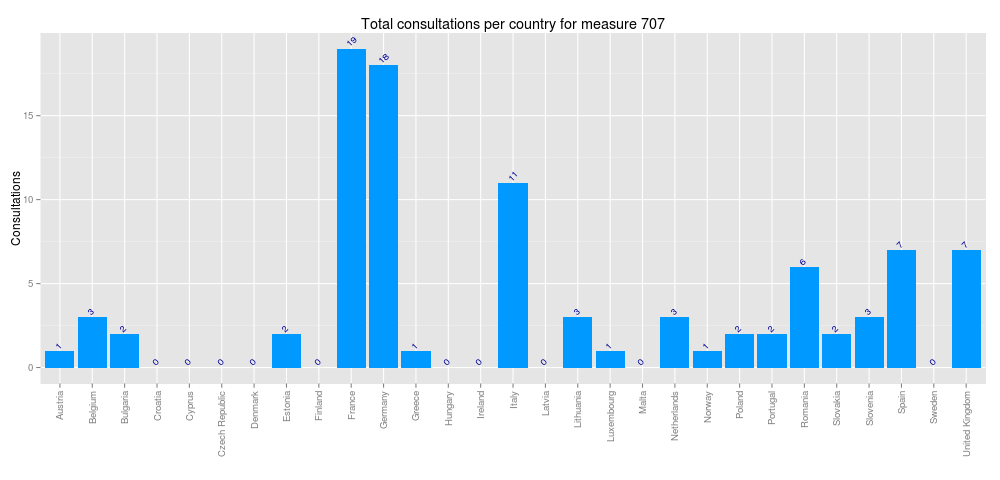 Total consultations per country for measure 707
Consultations
15
10
5
0
1
3
2
0
0
0
0
2
0
19
18
1
0
0
11
0
3
1
0
3
1
2
2
6
2
3
7
0
7
Austria
Belgium
Bulgaria
Croatia
Cyprus
Czech Republic
Denmark
Estonia
Finland
France
Germany
Greece
Hungary
Ireland
Italy
Latvia
Lithuania
Luxembourg
Malta
Netherlands
Norway
Poland
Portugal
Romania
Slovakia
Slovenia
Spain
Sweden
United Kingdom